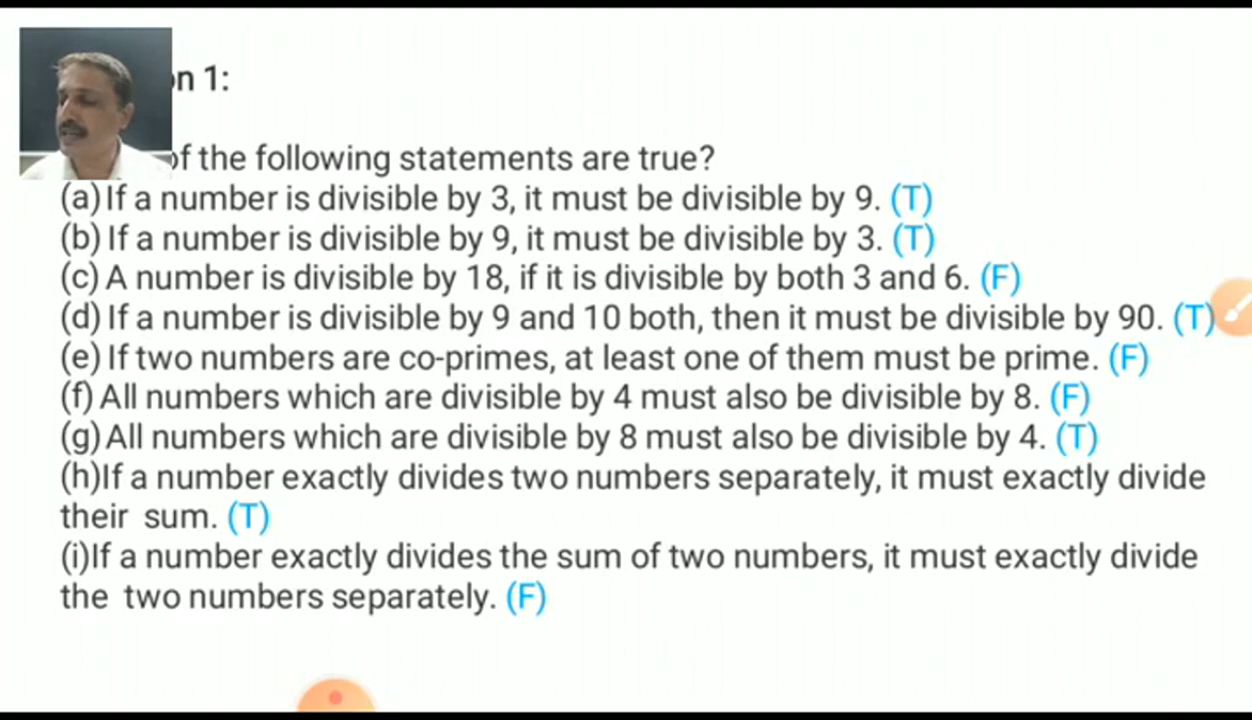 n 1:
of the following statements are true?
(a) If a number is divisible by 3, it must be divisible by 9. (T)
(b) If a number is divisible by 9, it must be divisible by 3. (T)
(c) A number is divisible by 18, if it is divisible by both 3 and 6. (F)
(d) If a number is divisible by 9 and 10 both, then it must be divisible by 90. (T)
(e) If two numbers are co-primes, at least one of them must be prime. (F)
(f) All numbers which are divisible by 4 must also be divisible by 8. (F)
(g) All numbers which are divisible by 8 must also be divisible by 4. (T)
(h)If a number exactly divides two numbers separately, it must exactly divide
their sum. (T)
(i)If a number exactly divides the sum of two numbers, it must exactly divide
the two numbers separately. (F)